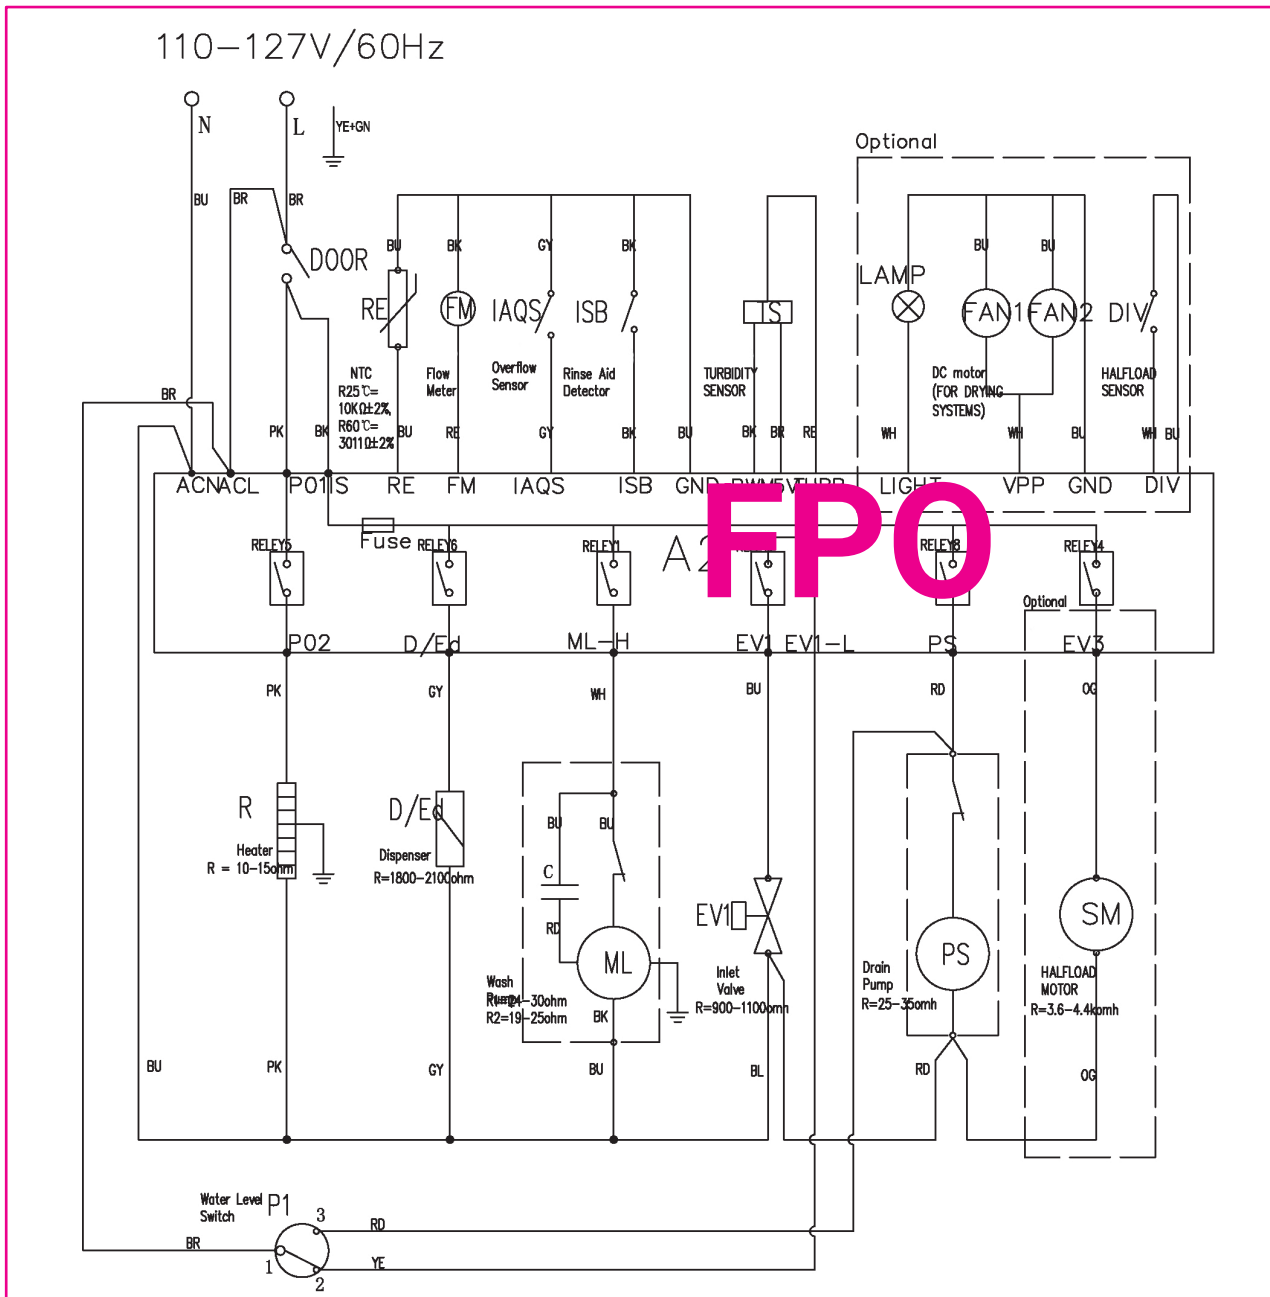 110-127V/60Hz
N
L
YE+GN
Optional
BU
BR
BR
DOOR
BU
BK
GY
BK
BU
BU
LAMP
RE
FM
IAQS
ISB
TS
FAN1
FAN2
DIV
NTC
R25℃=
10KΩ±2%,
R60℃=
3011Ω±2%
Flow
Meter
Overflow
Sensor
Rinse Aid
Detector
TURBIDITY
SENSOR
DC motor
(FOR DRYING
SYSTEMS)
HALFLOAD
SENSOR
BR
PK
BK
BU
RE
GY
BK
BU
BK
BR
RE
WH
WH
BU
WH
BU
ACN
ACL
P01
IS
RE
FM
IAQS
ISB
GND
LIGHT
VPP
GND
DIV
FPO
Fuse
RELEY5
RELEY6
RELEY1
RELEY8
RELEY4
Optional
P02
D/Ed
ML-H
EV1
EV1-L
PS
EV3
PK
GY
WH
BU
RD
OG
R
Heater
R = 10-15ohm
D/Ed
Dispenser
R=1800-2100ohm
BU
BU
C
RD
ML
Wash
R2=19-25ohm
BK
EV1
Inlet
Valve
R=900-1100omh
PS
Drain
Pump
R=25-35omh
SM
HALFLOAD
MOTOR
R=3.6-4.4komh
BU
PK
GY
BU
BL
RD
OG
Water Level
Switch
P1
3
RD
BR
1
YE
2